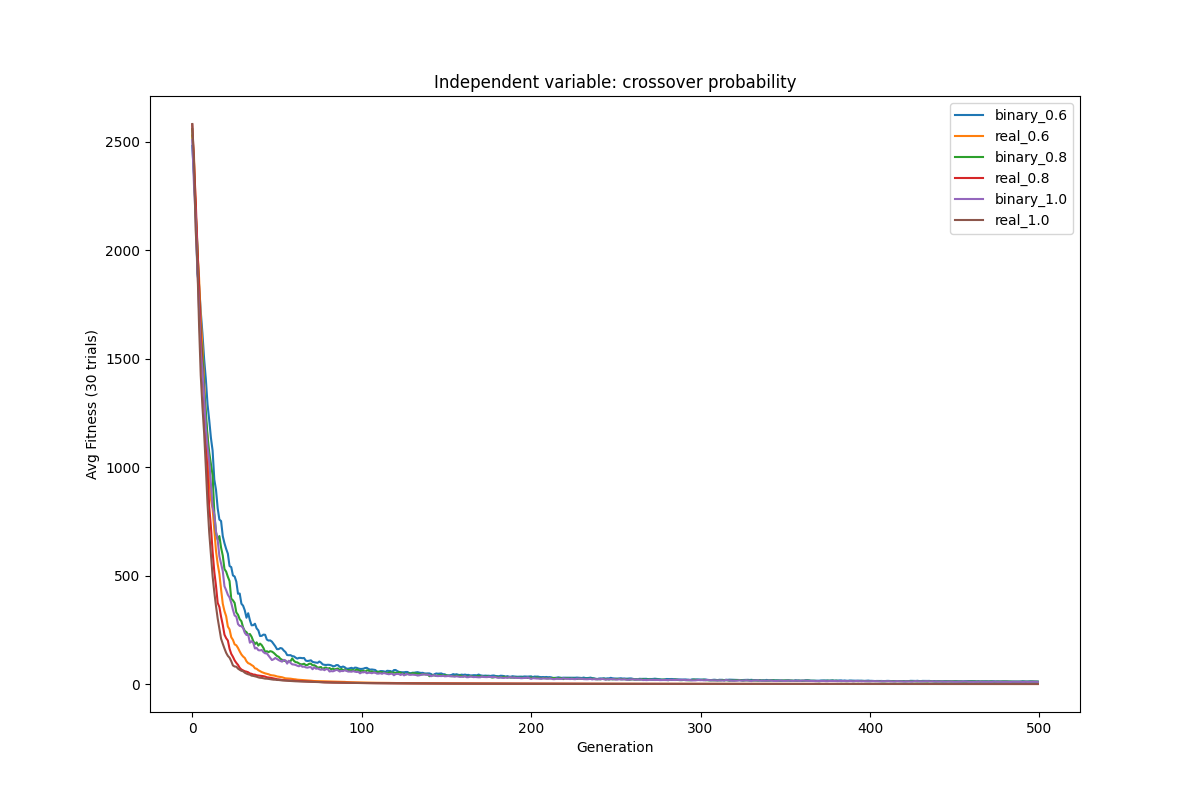 Independent variable: crossover probability
binary_0.6
real_0.6
binary_0.8
real_0.8
binary_1.0
real_1.0
Avg Fitness (30 trials)
2500
2000
1500
1000
500
0
0 100 200 300 400 500
Generation